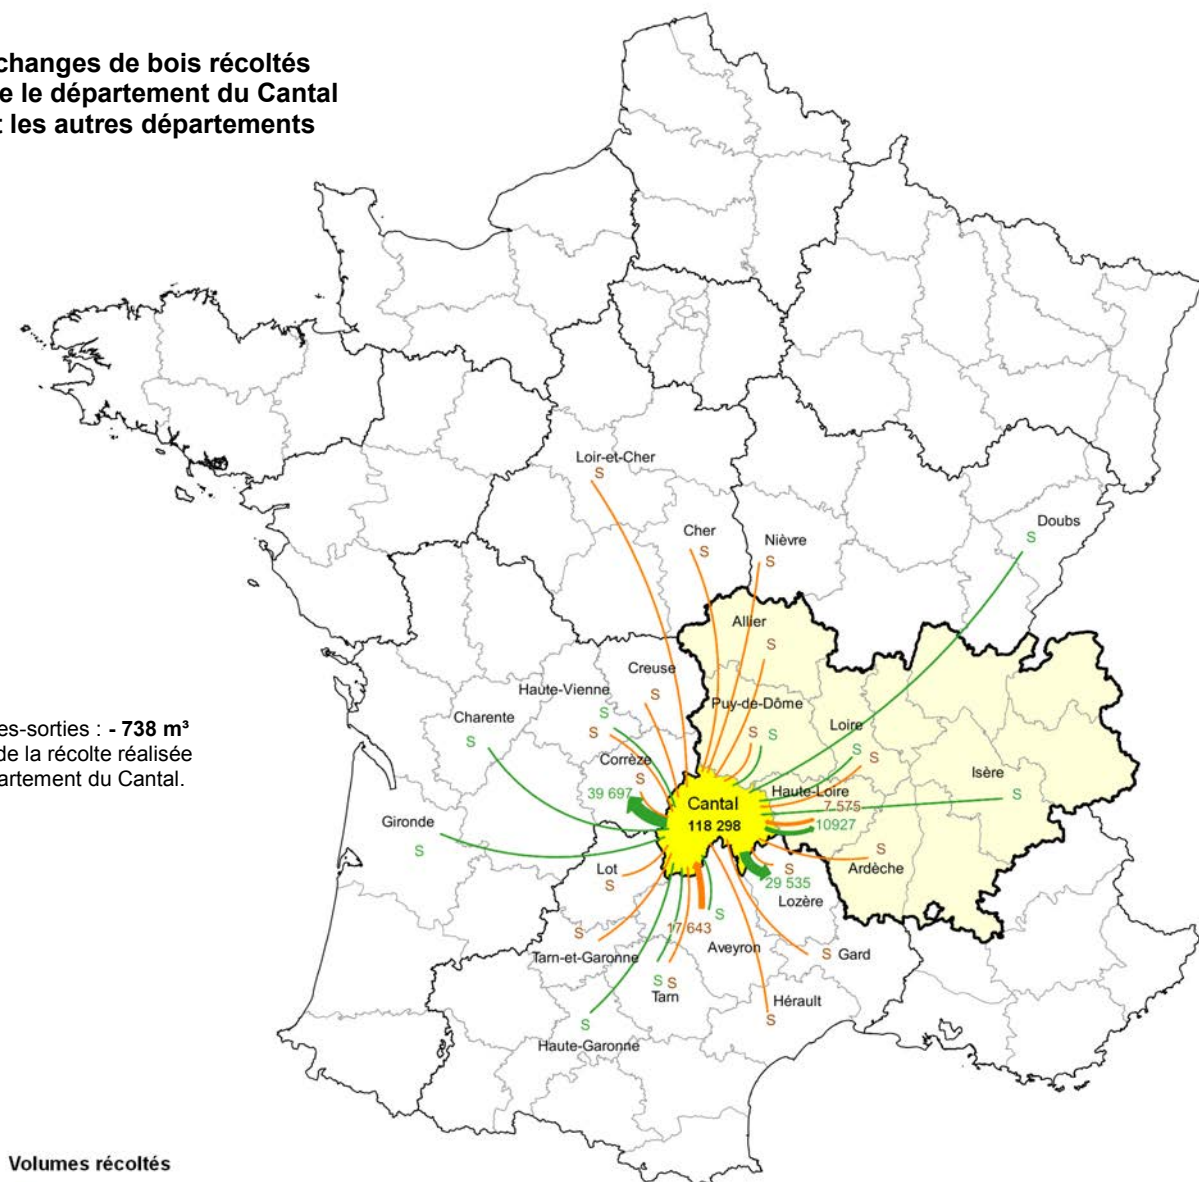 changes de bois récoltés
e le département du Cantal
t les autres départements
Loir-et-Cher
S
Cher
S
Nièvre
S
Doubs
S
Allier
S
Creuse
S
Haute-Vienne
S
S
Puy-de-Dôme
S S
Charente
S
Loire
S S
es-sorties : - 738 m³
de la récolte réalisée
artement du Cantal.
Corrèze
S
39 697
Isère
S
Cantal
118 298
Haute-Loire
7 575
10927
Gironde
S
Lot
S
S
29 535
Ardèche
S
Lozère
S
17 643
S
Aveyron
Tarn-et-Garonne
S
S Gard
S S
Tarn
Hérault
S
S
Haute-Garonne
Volumes récoltés